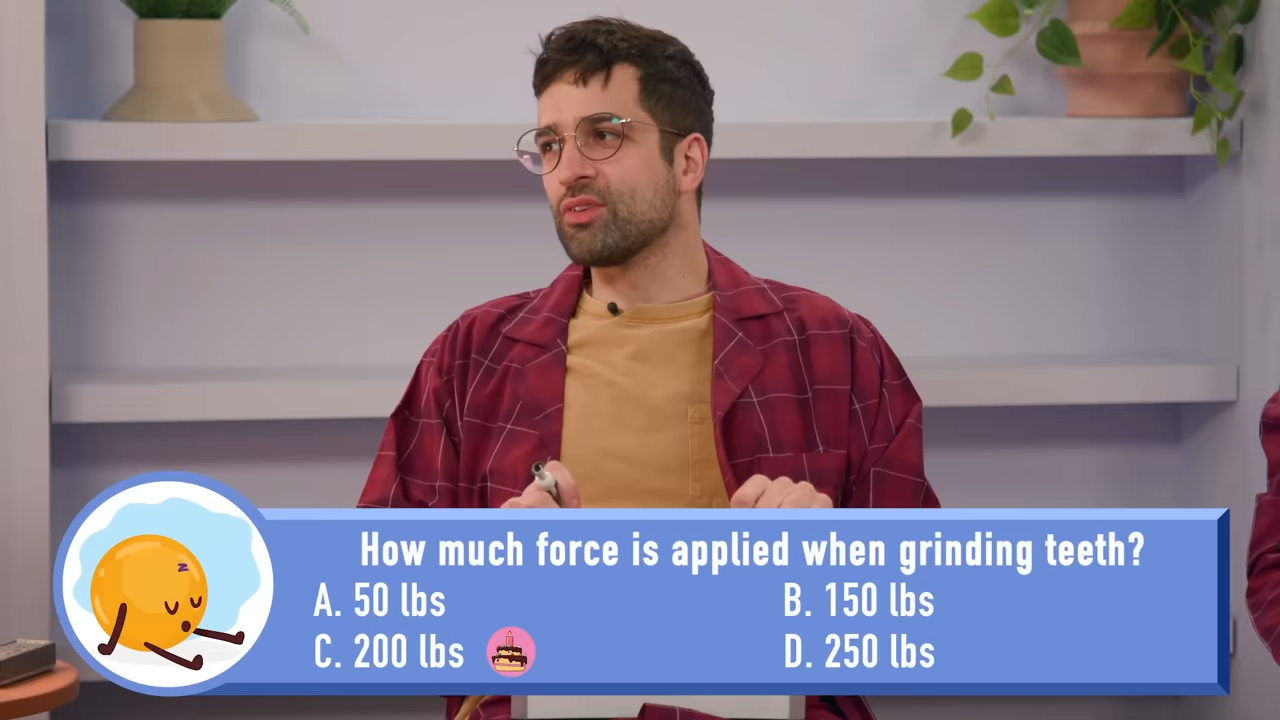 How much force is applied when grinding teeth?
A. 50 lbs B. 150 lbs
C. 200 lbs D. 250 lbs
z